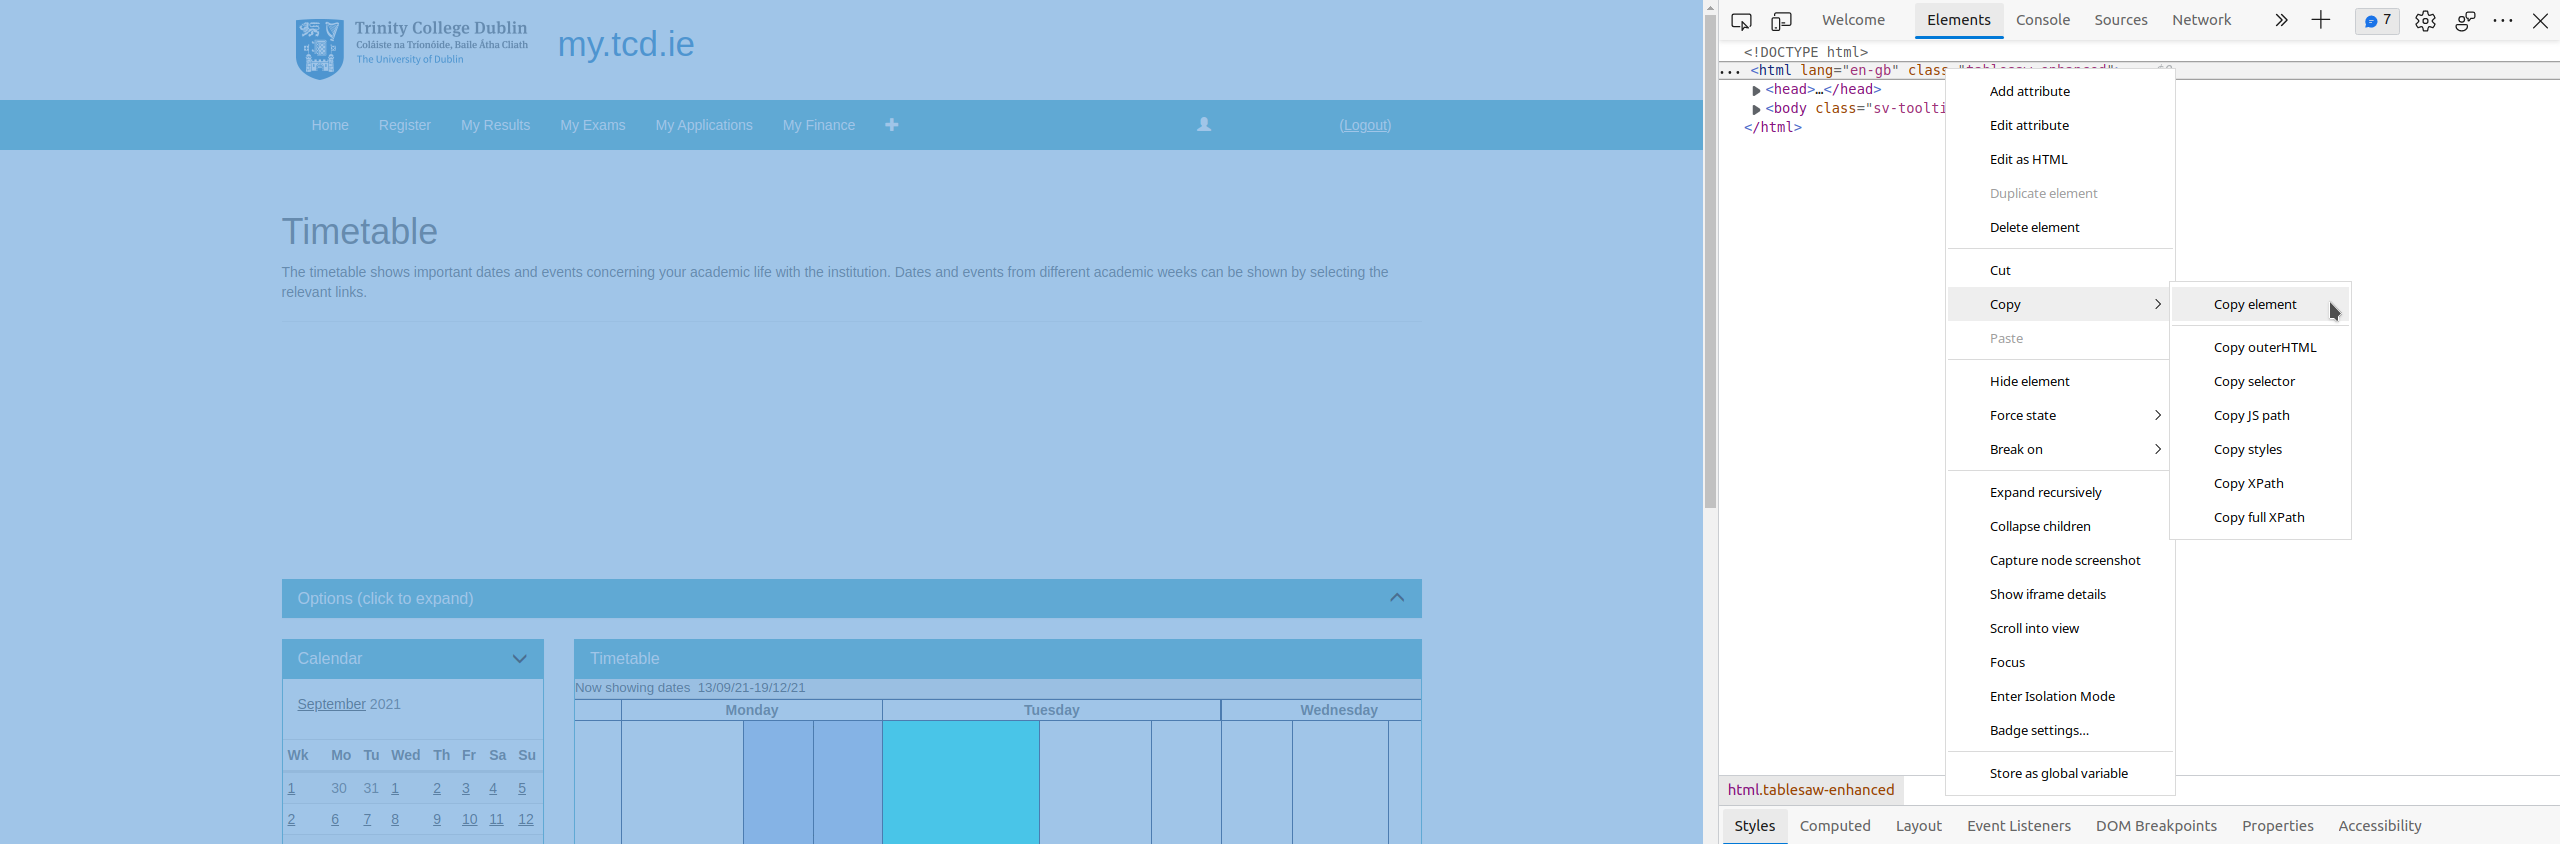 Trinity College Dublin
Coláiste na Tríonóide, Baile Átha Cliath
The University of Dublin
my.tcd.ie
Home Register My Results My Exams My Applications My Finance (Logout)
Timetable
The timetable shows important dates and events concerning your academic life with the institution. Dates and events from different academic weeks can be shown by selecting the
relevant links.
Options (click to expand)
Calendar
September 2021
Wk Mo Tu Wed Th Fr Sa Su
1 30 31 1 2 3 4 5
2 6 7 8 9 10 11 12
Timetable
Now showing dates 13/09/21-19/12/21
Monday Tuesday Wednesday
Welcome Elements Console Sources Network 7
<!DOCTYPE html>
... <html lang="en-gb" class="tablesaw-enhanced"> == $0
<head>…</head>
<body class="sv-toolti
</html>
Add attribute
Edit attribute
Edit as HTML
Duplicate element
Delete element
Cut
Copy
Paste
Hide element
Force state
Break on
Expand recursively
Collapse children
Capture node screenshot
Show iframe details
Scroll into view
Focus
Enter Isolation Mode
Badge settings...
Store as global variable
Copy element
Copy outerHTML
Copy selector
Copy JS path
Copy styles
Copy XPath
Copy full XPath
html.tablesaw-enhanced
Styles Computed Layout Event Listeners DOM Breakpoints Properties Accessibility